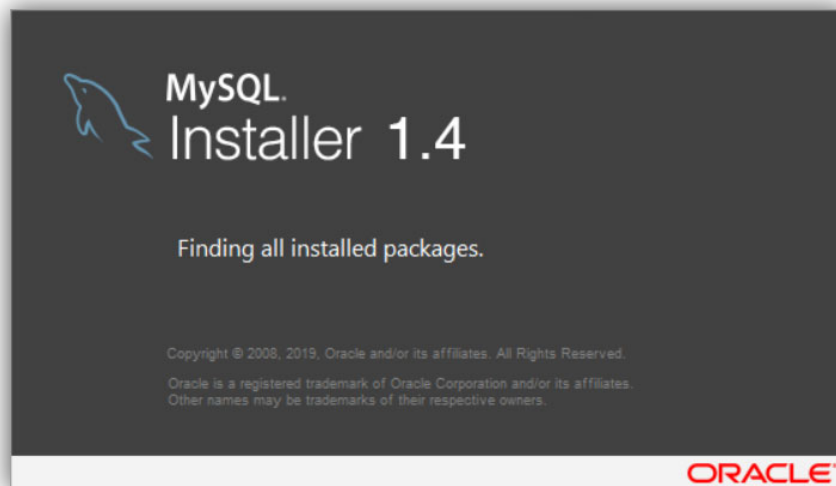 MySQL.
Installer 1.4
Finding all installed packages.
Copyright © 2008, 2019, Oracle and/or its affiliates. All Rights Reserved.
Oracle is a registered trademark of Oracle Corporation and/or its affiliates.
Other names may be trademarks of their respective owners.
ORACLE